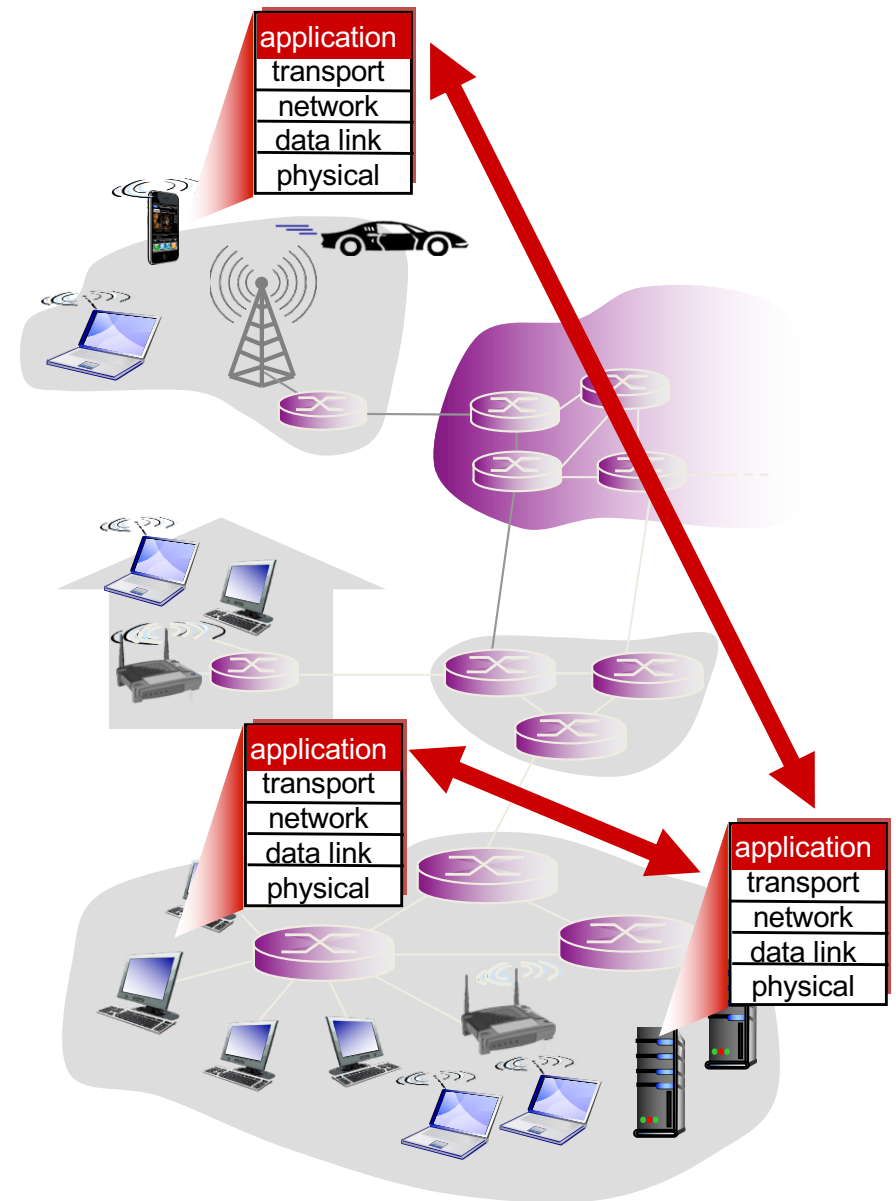 application
transport
network
data link
physical
application
transport
network
data link
physical
application
transport
network
data link
physical